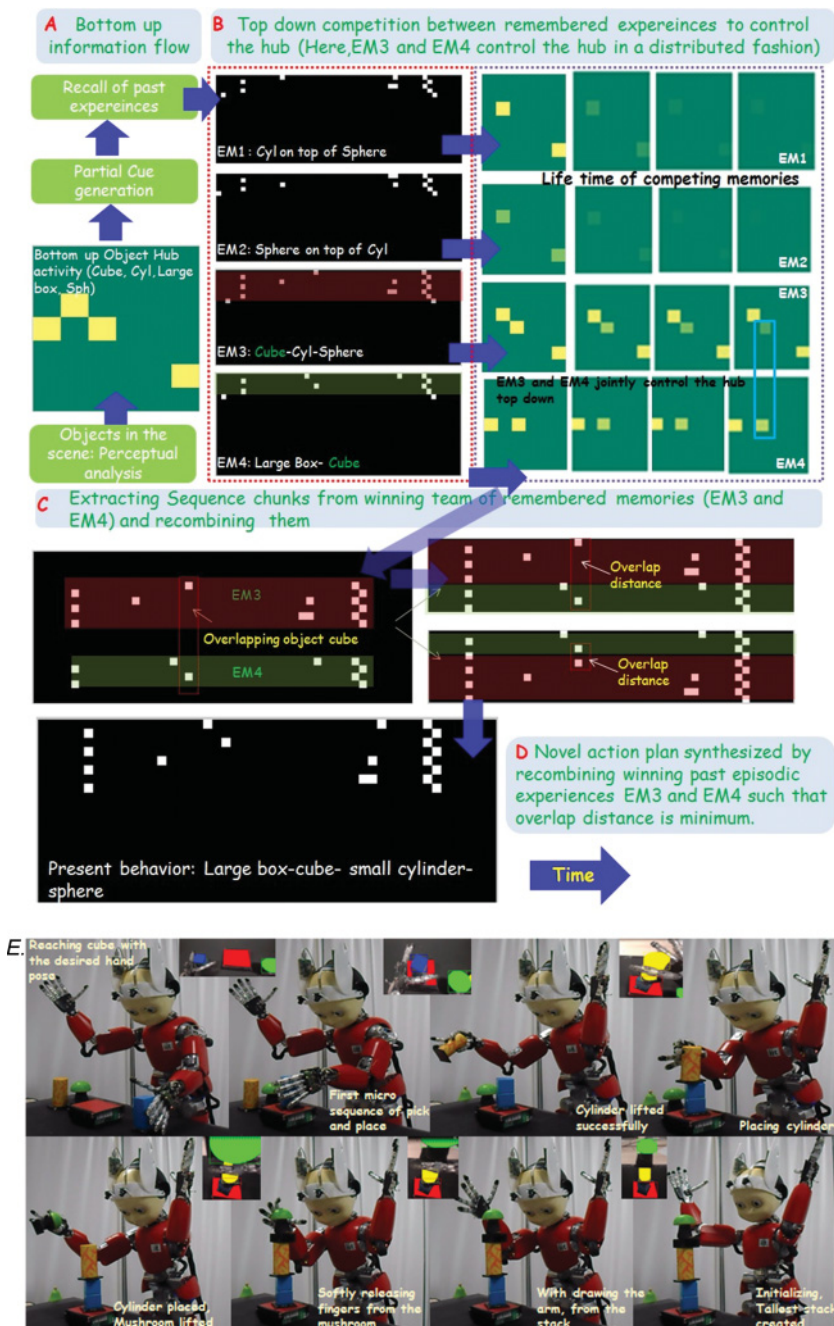 A Bottom up
information flow
B Top down competition between remembered expereinces to control
the hub (Here,EM3 and EM4 control the hub in a distributed fashion)
Recall of past
expereinces
Partial Cue
generation
Bottom up Object Hub
activity (Cube, Cyl, Large
box, Sph)
Objects in the
scene: Perceptual
analysis
EM1: Cyl on top of Sphere
EM2: Sphere on top of Cyl
EM3: Cube-Cyl-Sphere
EM4: Large Box- Cube
EM1
Life time of competing memories
EM2
EM3
EM3 and EM4 jointly control the hub
top down
EM4
C Extracting Sequence chunks from winning team of remembered memories (EM3 and
EM4) and recombining them
EM3
Overlapping object cube
EM4
Overlap
distance
Overlap
distance
D Novel action plan synthesized by
recombining winning past episodic
experiences EM3 and EM4 such that
overlap distance is minimum.
Present behavior: Large box-cube- small cylinder-
sphere
Time
E.
Reaching cube with
the desired hand
pose
First micro
sequence of pick
and place
Cylinder lifted
successfully
Placing cylinder
Cylinder placed,
Mushroom lifted
Softly releasing
fingers from the
mushroom
With drawing the
arm, from the
stack
Initializing,
Tallest stack
created